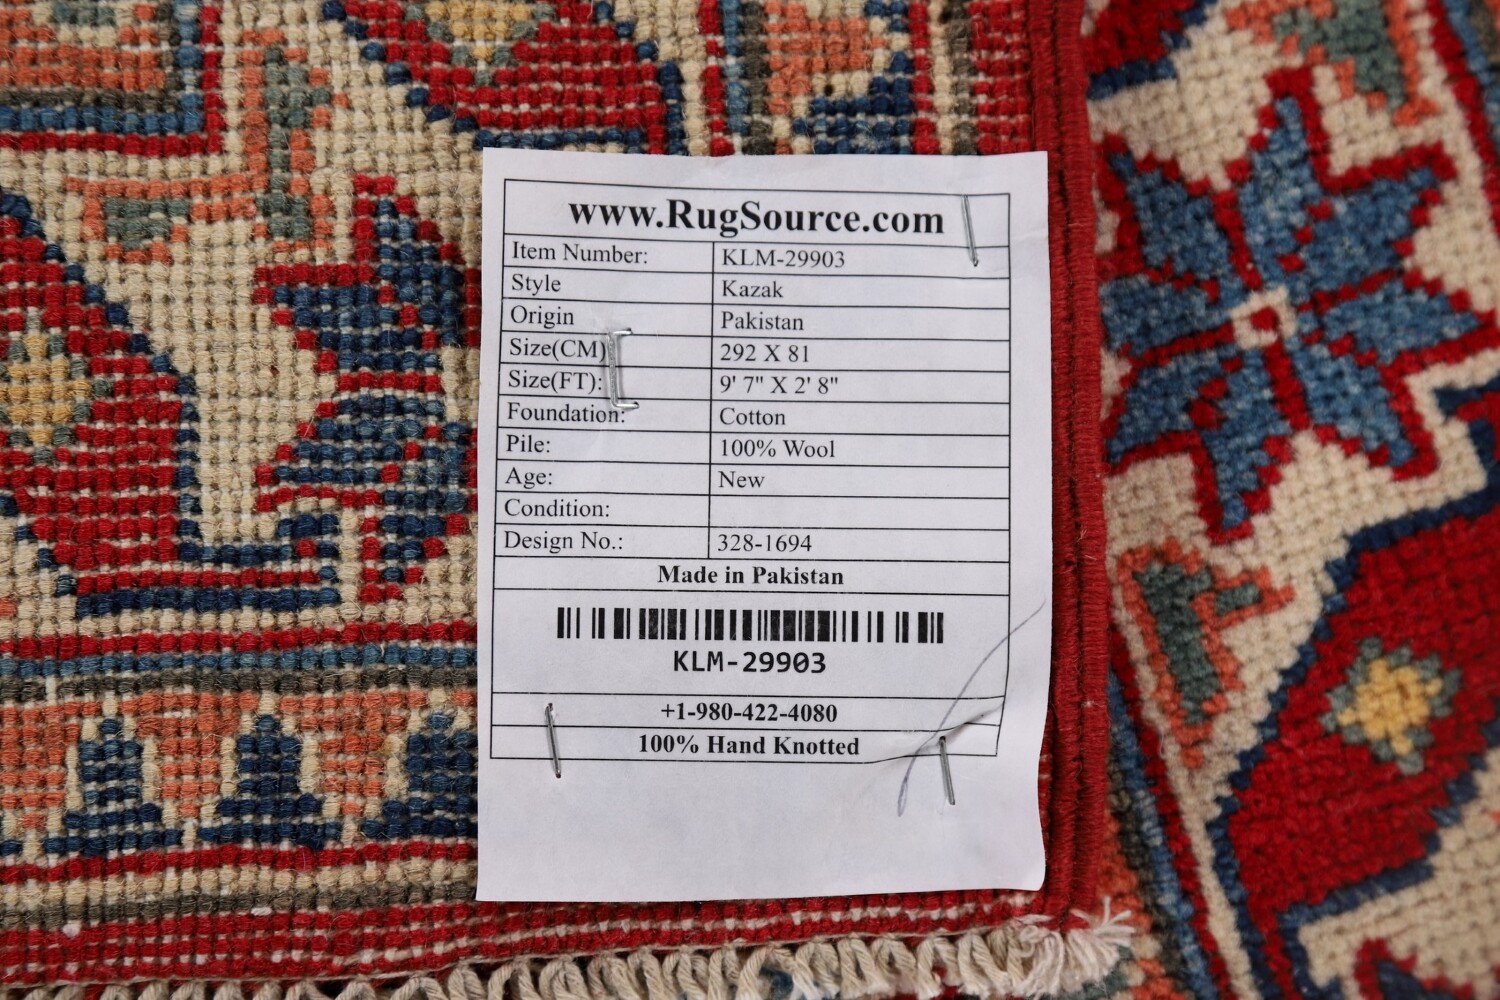 www.RugSource.com
Item Number: KLM-29903
Style Kazak
Origin Pakistan
Size(CM) 292 X 81
Size(FT): 9' 7" X 2' 8"
Foundation: Cotton
Pile: 100% Wool
Age: New
Condition:
Design No.: 328-1694
Made in Pakistan
KLM-29903
+1-980-422-4080
100% Hand Knotted